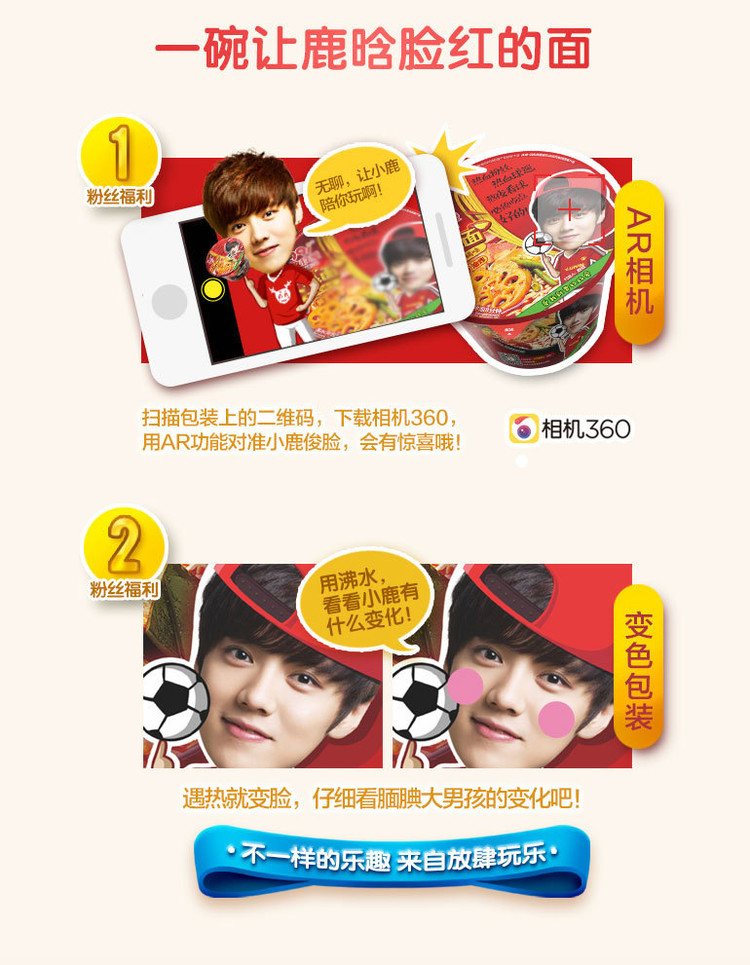 一碗让鹿晗脸红的面
1
粉丝福利
无聊，让小鹿
陪你玩啊！
AR相机
扫描包装上的二维码，下载相机360，
用AR功能对准小鹿俊脸，会有惊喜哦！
相机360
2
粉丝福利
用沸水，
看看小鹿有
什么变化！
变色包装
遇热就变脸，仔细看腼腆大男孩的变化吧！
·不一样的乐趣 来自放肆玩乐·